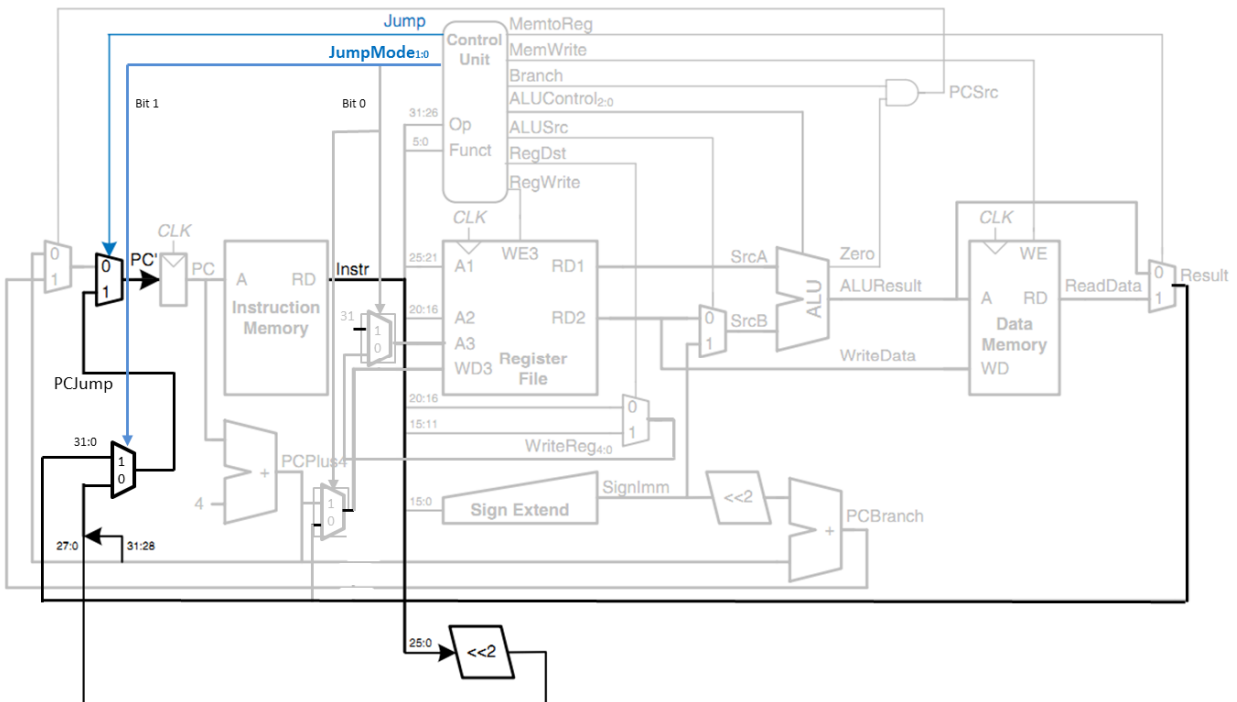 Jump
MemtoReg
Control
Unit
JumpMode1:0
MemWrite
Branch
PCSrc
ALUControl2:0
Bit 1
Bit 0
31:26
Op
ALUSrc
5:0
Funct
RegDst
RegWrite
CLK
CLK
CLK
0
1
0
1
PC'
PC
A
RD
Instr
Instruction
Memory
25:21
A1
WE3
RD1
SrcA
Zero
WE
0
1
Result
31
1
0
20:16
A2
RD2
0
1
SrcB
ALU
ALUResult
A
RD
ReadData
Data
Memory
A3
WD3
Register
File
WriteData
WD
PCJump
20:16
0
15:11
1
WriteReg4:0
31:0
1
0
+
PCPlus4
4
1
0
15:0
Sign Extend
SignImm
<<2
+
PCBranch
27:0
31:28
25:0
<<2